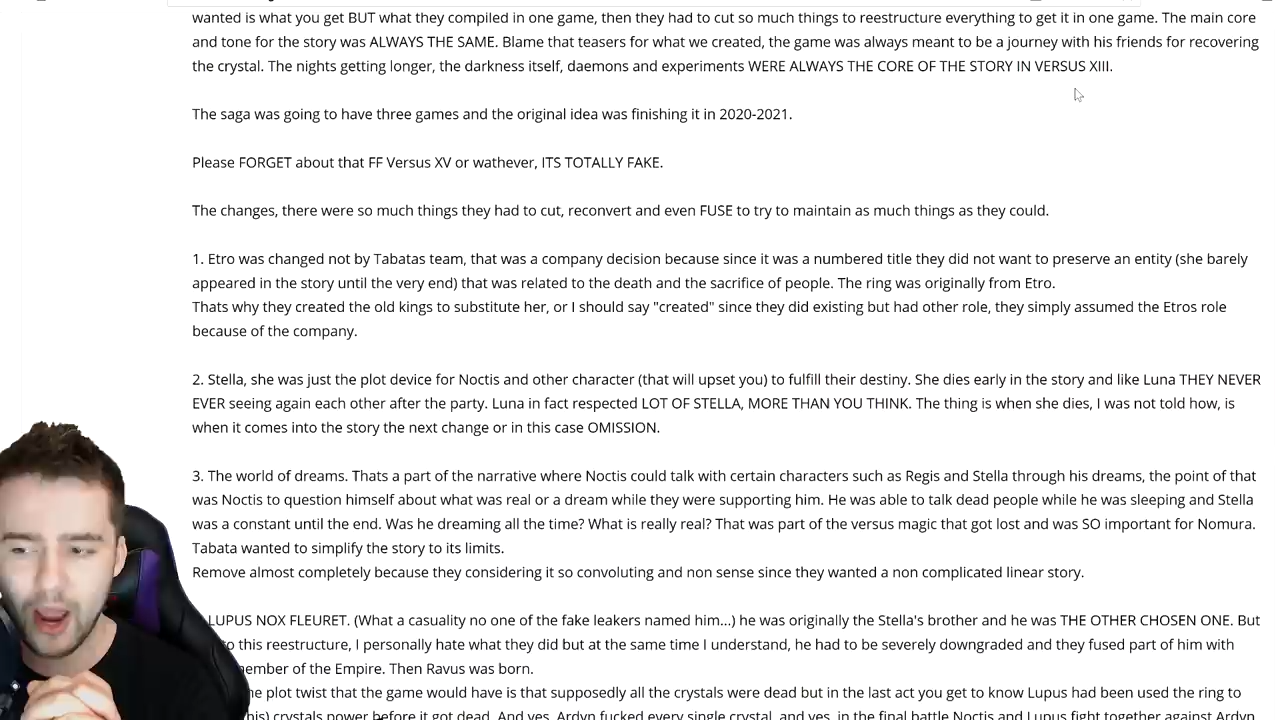 wanted is what you get BUT what they compiled in one game, then they had to cut so much things to reestructure everything to get it in one game. The main core
and tone for the story was ALWAYS THE SAME. Blame that teasers for what we created, the game was always meant to be a journey with his friends for recovering
the crystal. The nights getting longer, the darkness itself, daemons and experiments WERE ALWAYS THE CORE OF THE STORY IN VERSUS XIII.
The saga was going to have three games and the original idea was finishing it in 2020-2021.
Please FORGET about that FF Versus XV or wathever, ITS TOTALLY FAKE.
The changes, there were so much things they had to cut, reconvert and even FUSE to try to maintain as much things as they could.
1. Etro was changed not by Tabatas team, that was a company decision because since it was a numbered title they did not want to preserve an entity (she barely
appeared in the story until the very end) that was related to the death and the sacrifice of people. The ring was originally from Etro.
Thats why they created the old kings to substitute her, or I should say "created" since they did existing but had other role, they simply assumed the Etros role
because of the company.
2. Stella, she was just the plot device for Noctis and other character (that will upset you) to fulfill their destiny. She dies early in the story and like Luna THEY NEVER
EVER seeing again each other after the party. Luna in fact respected LOT OF STELLA, MORE THAN YOU THINK. The thing is when she dies, I was not told how, is
when it comes into the story the next change or in this case OMISSION.
3. The world of dreams. Thats a part of the narrative where Noctis could talk with certain characters such as Regis and Stella through his dreams, the point of that
was Noctis to question himself about what was real or a dream while they were supporting him. He was able to talk dead people while he was sleeping and Stella
was a constant until the end. Was he dreaming all the time? What is really real? That was part of the versus magic that got lost and was SO important for Nomura.
Tabata wanted to simplify the story to its limits.
Remove almost completely because they considering it so convoluting and non sense since they wanted a non complicated linear story.
LUPUS NOX FLEURET. (What a casuality no one of the fake leakers named him...) he was originally the Stella's brother and he was THE OTHER CHOSEN ONE. But
to this reestructure, I personally hate what they did but at the same time I understand, he had to be severely downgraded and they fused part of him with
ember of the Empire. Then Ravus was born.
he plot twist that the game would have is that supposedly all the crystals were dead but in the last act you get to know Lupus had been used the ring to
his) crystals power before it got dead. And yes, Ardyn fucked every single crystal, and yes, in the final battle Noctis and Lupus fight together against Ardyn